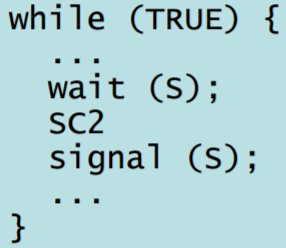 while (TRUE) {
...
wait (S);
SC2
signal (S);
...
}